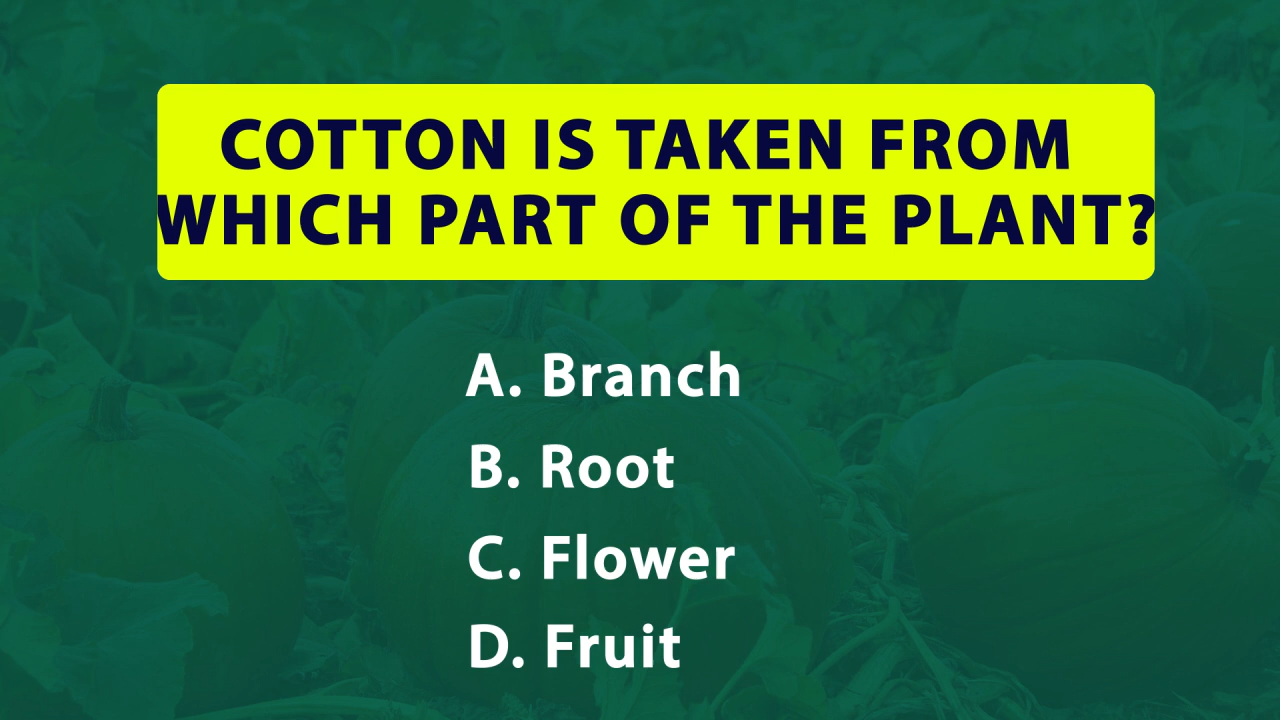 COTTON IS TAKEN FROM
WHICH PART OF THE PLANT?
A. Branch
B. Root
C. Flower
D. Fruit